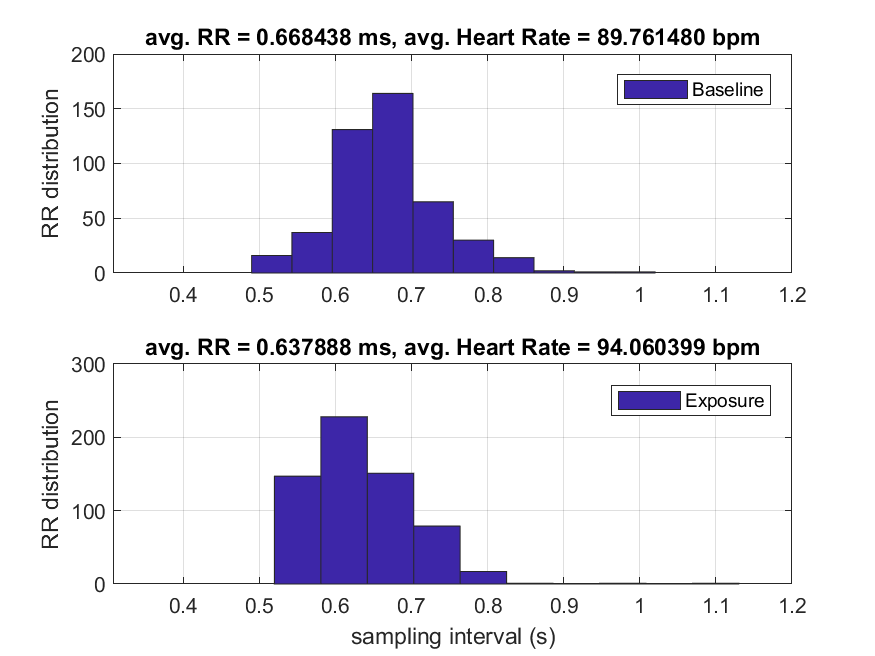 avg. RR = 0.668438 ms, avg. Heart Rate = 89.761480 bpm
200
150
100
50
0
RR distribution
Baseline
0.4 0.5 0.6 0.7 0.8 0.9 1 1.1 1.2
avg. RR = 0.637888 ms, avg. Heart Rate = 94.060399 bpm
300
200
100
0
RR distribution
Exposure
0.4 0.5 0.6 0.7 0.8 0.9 1 1.1 1.2
sampling interval (s)